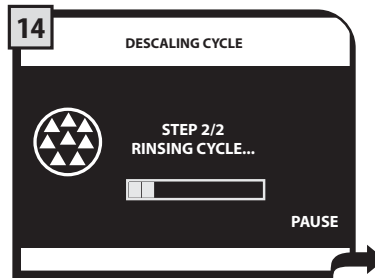 14
DESCALING CYCLE
STEP 2/2
RINSING CYCLE...
PAUSE